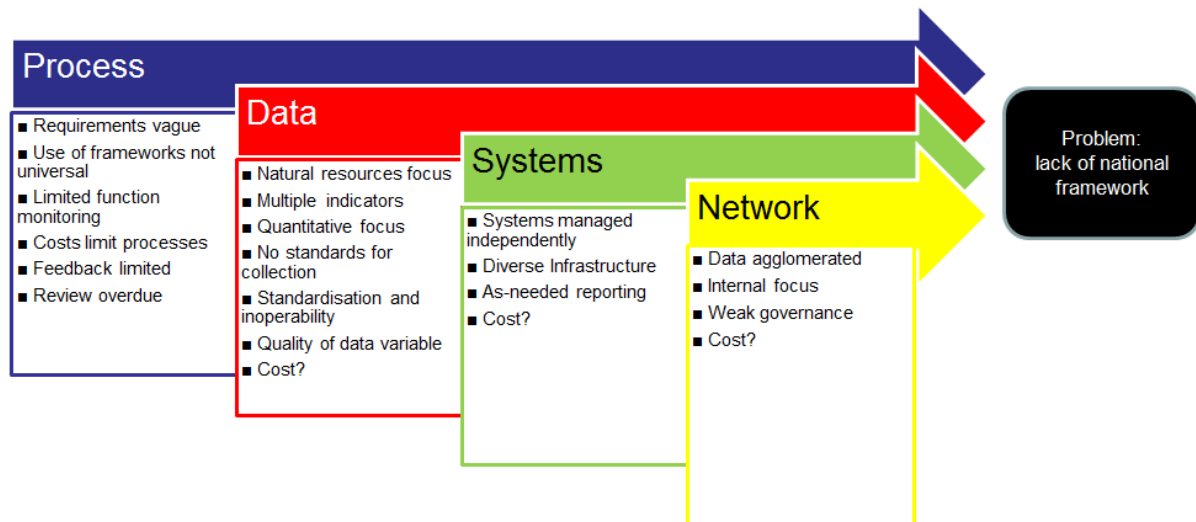 Process
■ Requirements vague
■ Use of frameworks not
universal
■ Limited function
monitoring
■ Costs limit processes
■ Feedback limited
■ Review overdue
Data
■ Natural resources focus
■ Multiple indicators
■ Quantitative focus
■ No standards for
collection
■ Standardisation and
inoperability
■ Quality of data variable
■ Cost?
Systems
■ Systems managed
independently
■ Diverse Infrastructure
■ As-needed reporting
■ Cost?
Network
■ Data agglomerated
■ Internal focus
■ Weak governance
■ Cost?
Problem:
lack of national
framework